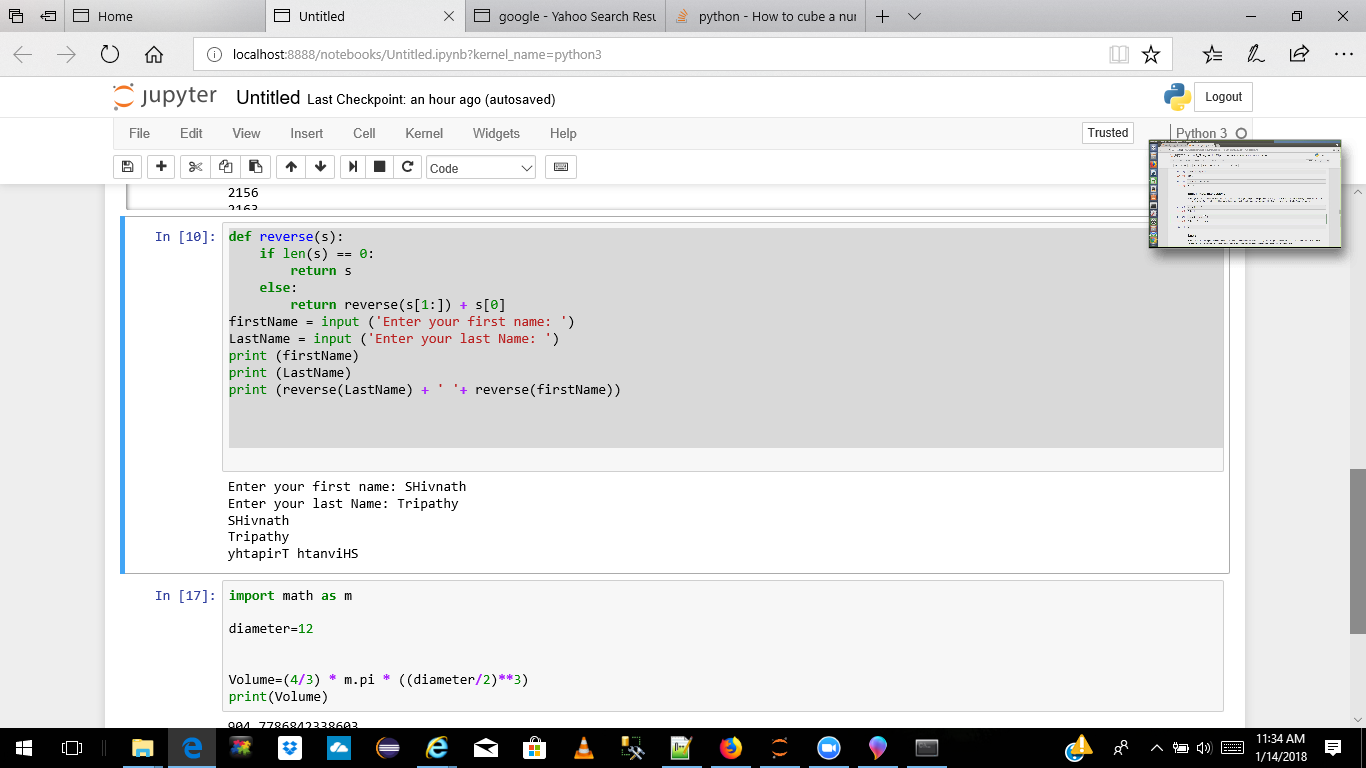 Home
Untitled
google - Yahoo Search Resu
python - How to cube a nur
localhost:8888/notebooks/Untitled.ipynb?kernel_name=python3
jupyter
Untitled Last Checkpoint: an hour ago (autosaved)
Logout
File Edit View Insert Cell Kernel Widgets Help
Trusted
Python 3
Code
2156
2163
In [10]:
def reverse(s):
    if len(s) == 0:
        return s
    else:
        return reverse(s[1:]) + s[0]
firstName = input ('Enter your first name: ')
LastName = input ('Enter your last Name: ')
print (firstName)
print (LastName)
print (reverse(LastName) + ' '+ reverse(firstName))
Enter your first name: SHivnath
Enter your last Name: Tripathy
SHivnath
Tripathy
yhtapirT htanviHS
In [17]:
import math as m
diameter=12
Volume=(4/3) * m.pi * ((diameter/2)**3)
print(Volume)
904.7786842338603
11:34 AM
1/14/2018